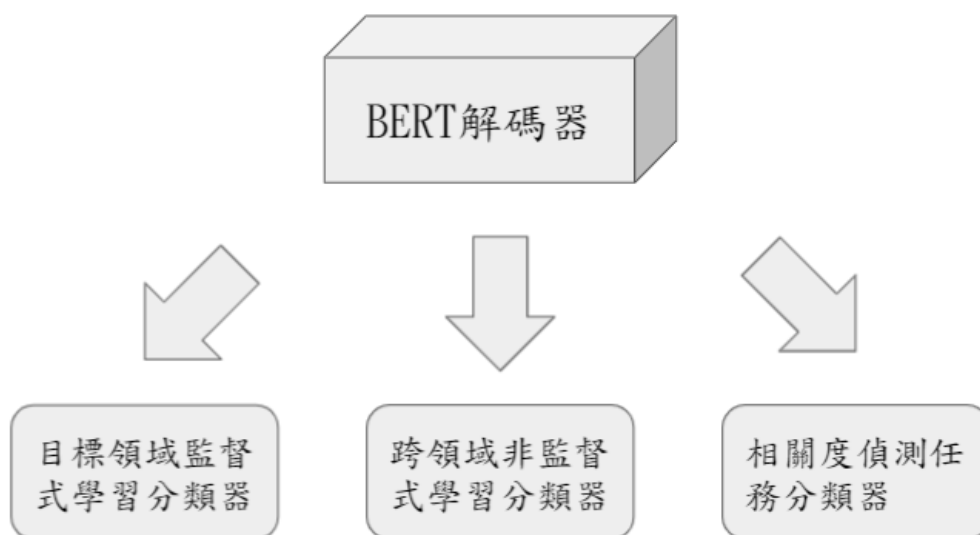 BERT解碼器
目標領域監督
式學習分類器
跨領域非監督
式學習分類器
相關度偵測任
務分類器